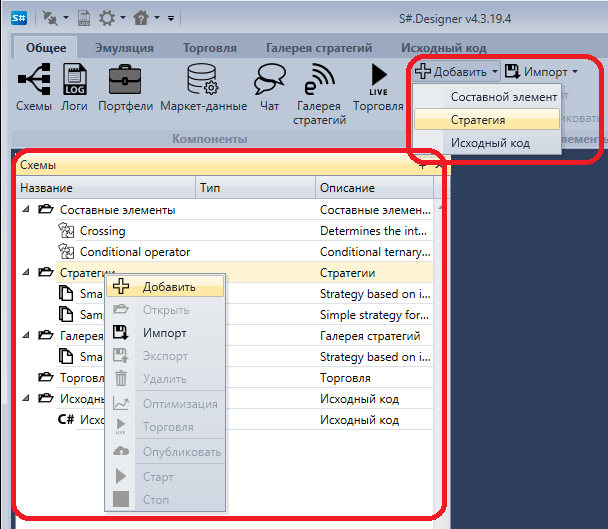 S#
S#.Designer v4.3.19.4
Общее Эмуляция Торговля Галерея стратегий Исходный код
Схемы
LOG
Логи
Портфели
Маркет-данные
Чат
Галерея
стратегий
LIVE
Торговля
Добавить
Импорт
Составной элемент
Стратегия
Исходный код
Компоненты
Схемы
Название Тип Описание
Составные элементы Составные элемен...
Crossing Determines the int...
Conditional operator Conditional ternary...
Стратегии Стратегии
Sma Strategy based on i...
Sam Simple strategy for...
Галерея Галерея стратегий
Sma Strategy based on i...
Торговл Торговля
Исходны Исходный код
C# Исхо Исходный код
Добавить
Открыть
Импорт
Экспорт
Удалить
Оптимизация
LIVE
Торговля
Опубликовать
Старт
Стоп